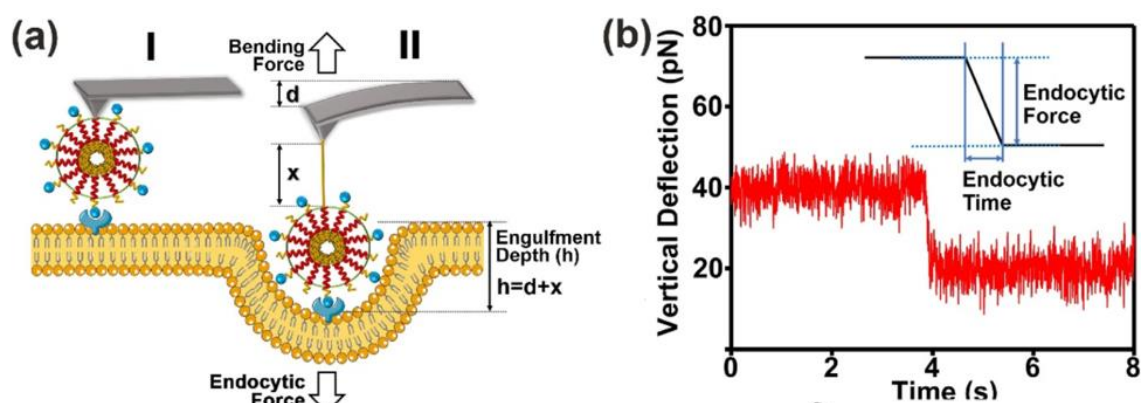 (a)
I
Bending
Force
II
d
x
Engulfment
Depth (h)
h=d+x
Endocytic
Force
(b)
Vertical Deflection (pN)
80
60
40
20
Endocytic
Force
Endocytic
Time
0
2
4
6
8
Time (s)